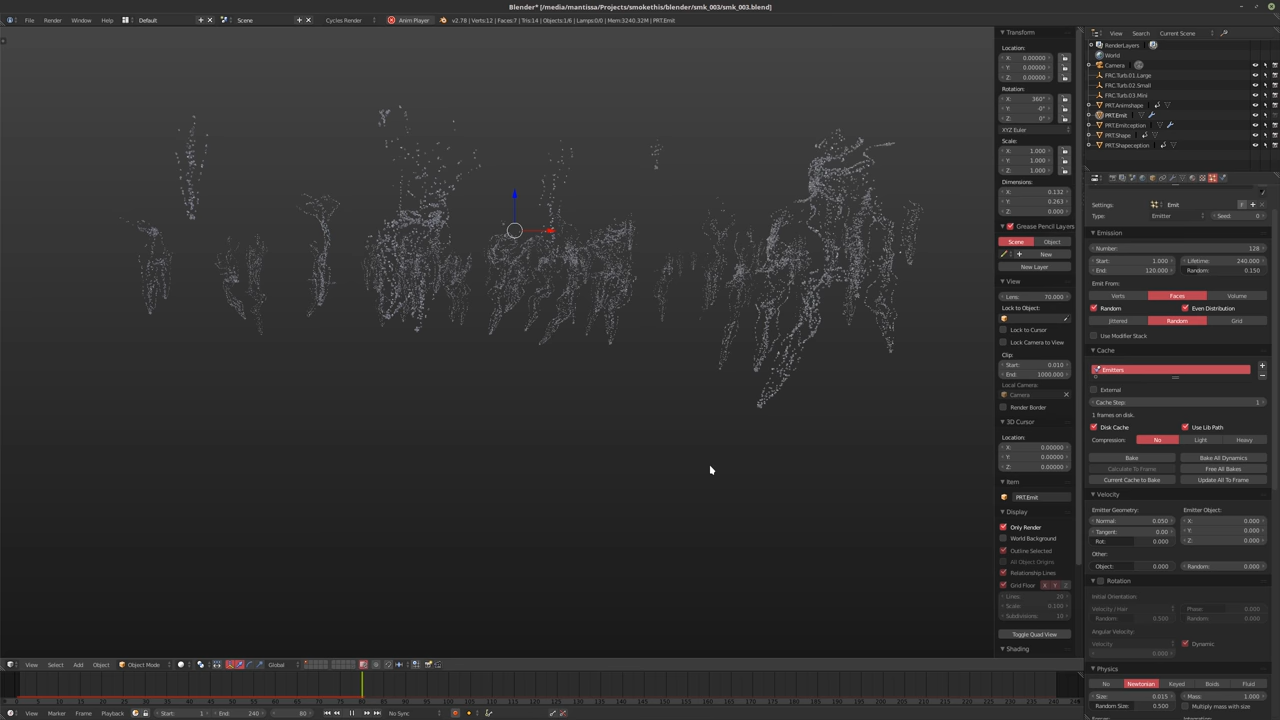 Blender* [/media/mantissa/Projects/smokethis/blender/smk_003/smk_003.blend]
File Render Window Help Default Scene Cycles Render Anim Player v2.78 | Verts:12 | Faces:7 | Tris:14 | Objects:1/6 | Lamps:0/0 | Mem:3240.32M | PRT.Emit
Transform
Location:
X: 0.00000
Y: 0.00000
Z: 0.00000
Rotation:
X: 360°
Y: -0°
Z: 0°
XYZ Euler
Scale:
X: 1.000
Y: 1.000
Z: 1.000
Dimensions:
X: 0.132
Y: 0.263
Z: 0.000
Grease Pencil Layers
Scene Object
New
New Layer
View
Lens: 70.000
Lock to Object:
Lock to Cursor
Lock Camera to View
Clip:
Start: 0.010
End: 1000.000
Local Camera:
Camera
Render Border
3D Cursor
Location:
X: 0.00000
Y: 0.00000
Z: 0.00000
Item
PRT.Emit
Display
Only Render
World Background
Outline Selected
All Object Origins
Relationship Lines
Grid Floor X Y Z
Lines: 20
Scale: 0.100
Subdivisions: 10
Toggle Quad View
Shading
View Search Current Scene
RenderLayers
World
Camera
FRC.Turb.01.Large
FRC.Turb.02.Small
FRC.Turb.03.Mini
PRT.Animshape
PRT.Emit
PRT.Emitception
PRT.Shape
PRT.Shapeception
Settings: Emit F
Type: Emitter Seed: 0
Emission
Number: 128
Start: 1.000 Lifetime: 240.000
End: 120.000 Random: 0.150
Emit From:
Verts Faces Volume
Random Even Distribution
Jittered Random Grid
Use Modifier Stack
Cache
Emitters
External
Cache Step: 1
1 frames on disk.
Disk Cache Use Lib Path
Compression: No Light Heavy
Bake Bake All Dynamics
Calculate To Frame Free All Bakes
Current Cache to Bake Update All To Frame
Velocity
Emitter Geometry: Emitter Object:
Normal: 0.050 X: 0.000
Tangent: 0.00 Y: 0.000
Rot: 0.000 Z: 0.000
Other:
Object: 0.000 Random: 0.000
Rotation
Initial Orientation:
Velocity / Hair Phase: 0.000
Random: 0.500 Random: 0.000
Angular Velocity:
Velocity Dynamic
0.000
Physics
No Newtonian Keyed Boids Fluid
Size: 0.015 Mass: 1.000
Random Size: 0.500 Multiply mass with size
View Select Add Object Object Mode Global
View Marker Frame Playback Start: 1 End: 240 80 No Sync